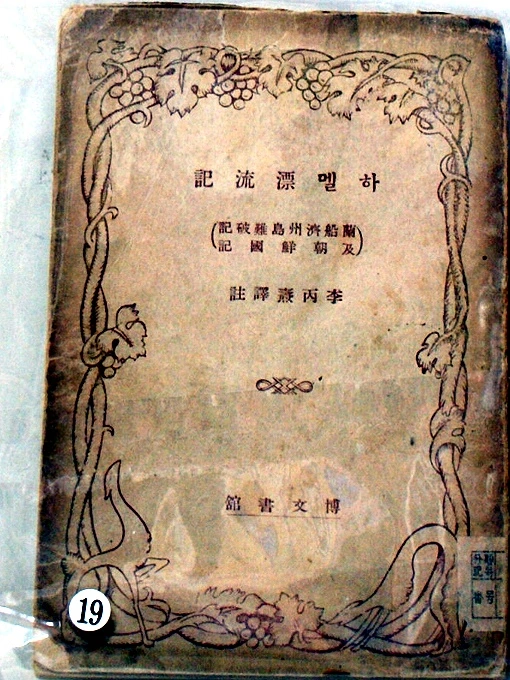 하멜漂流記
(蘭船濟州島難破記
及朝鮮國記)
李丙燾譯註
博文書館
19